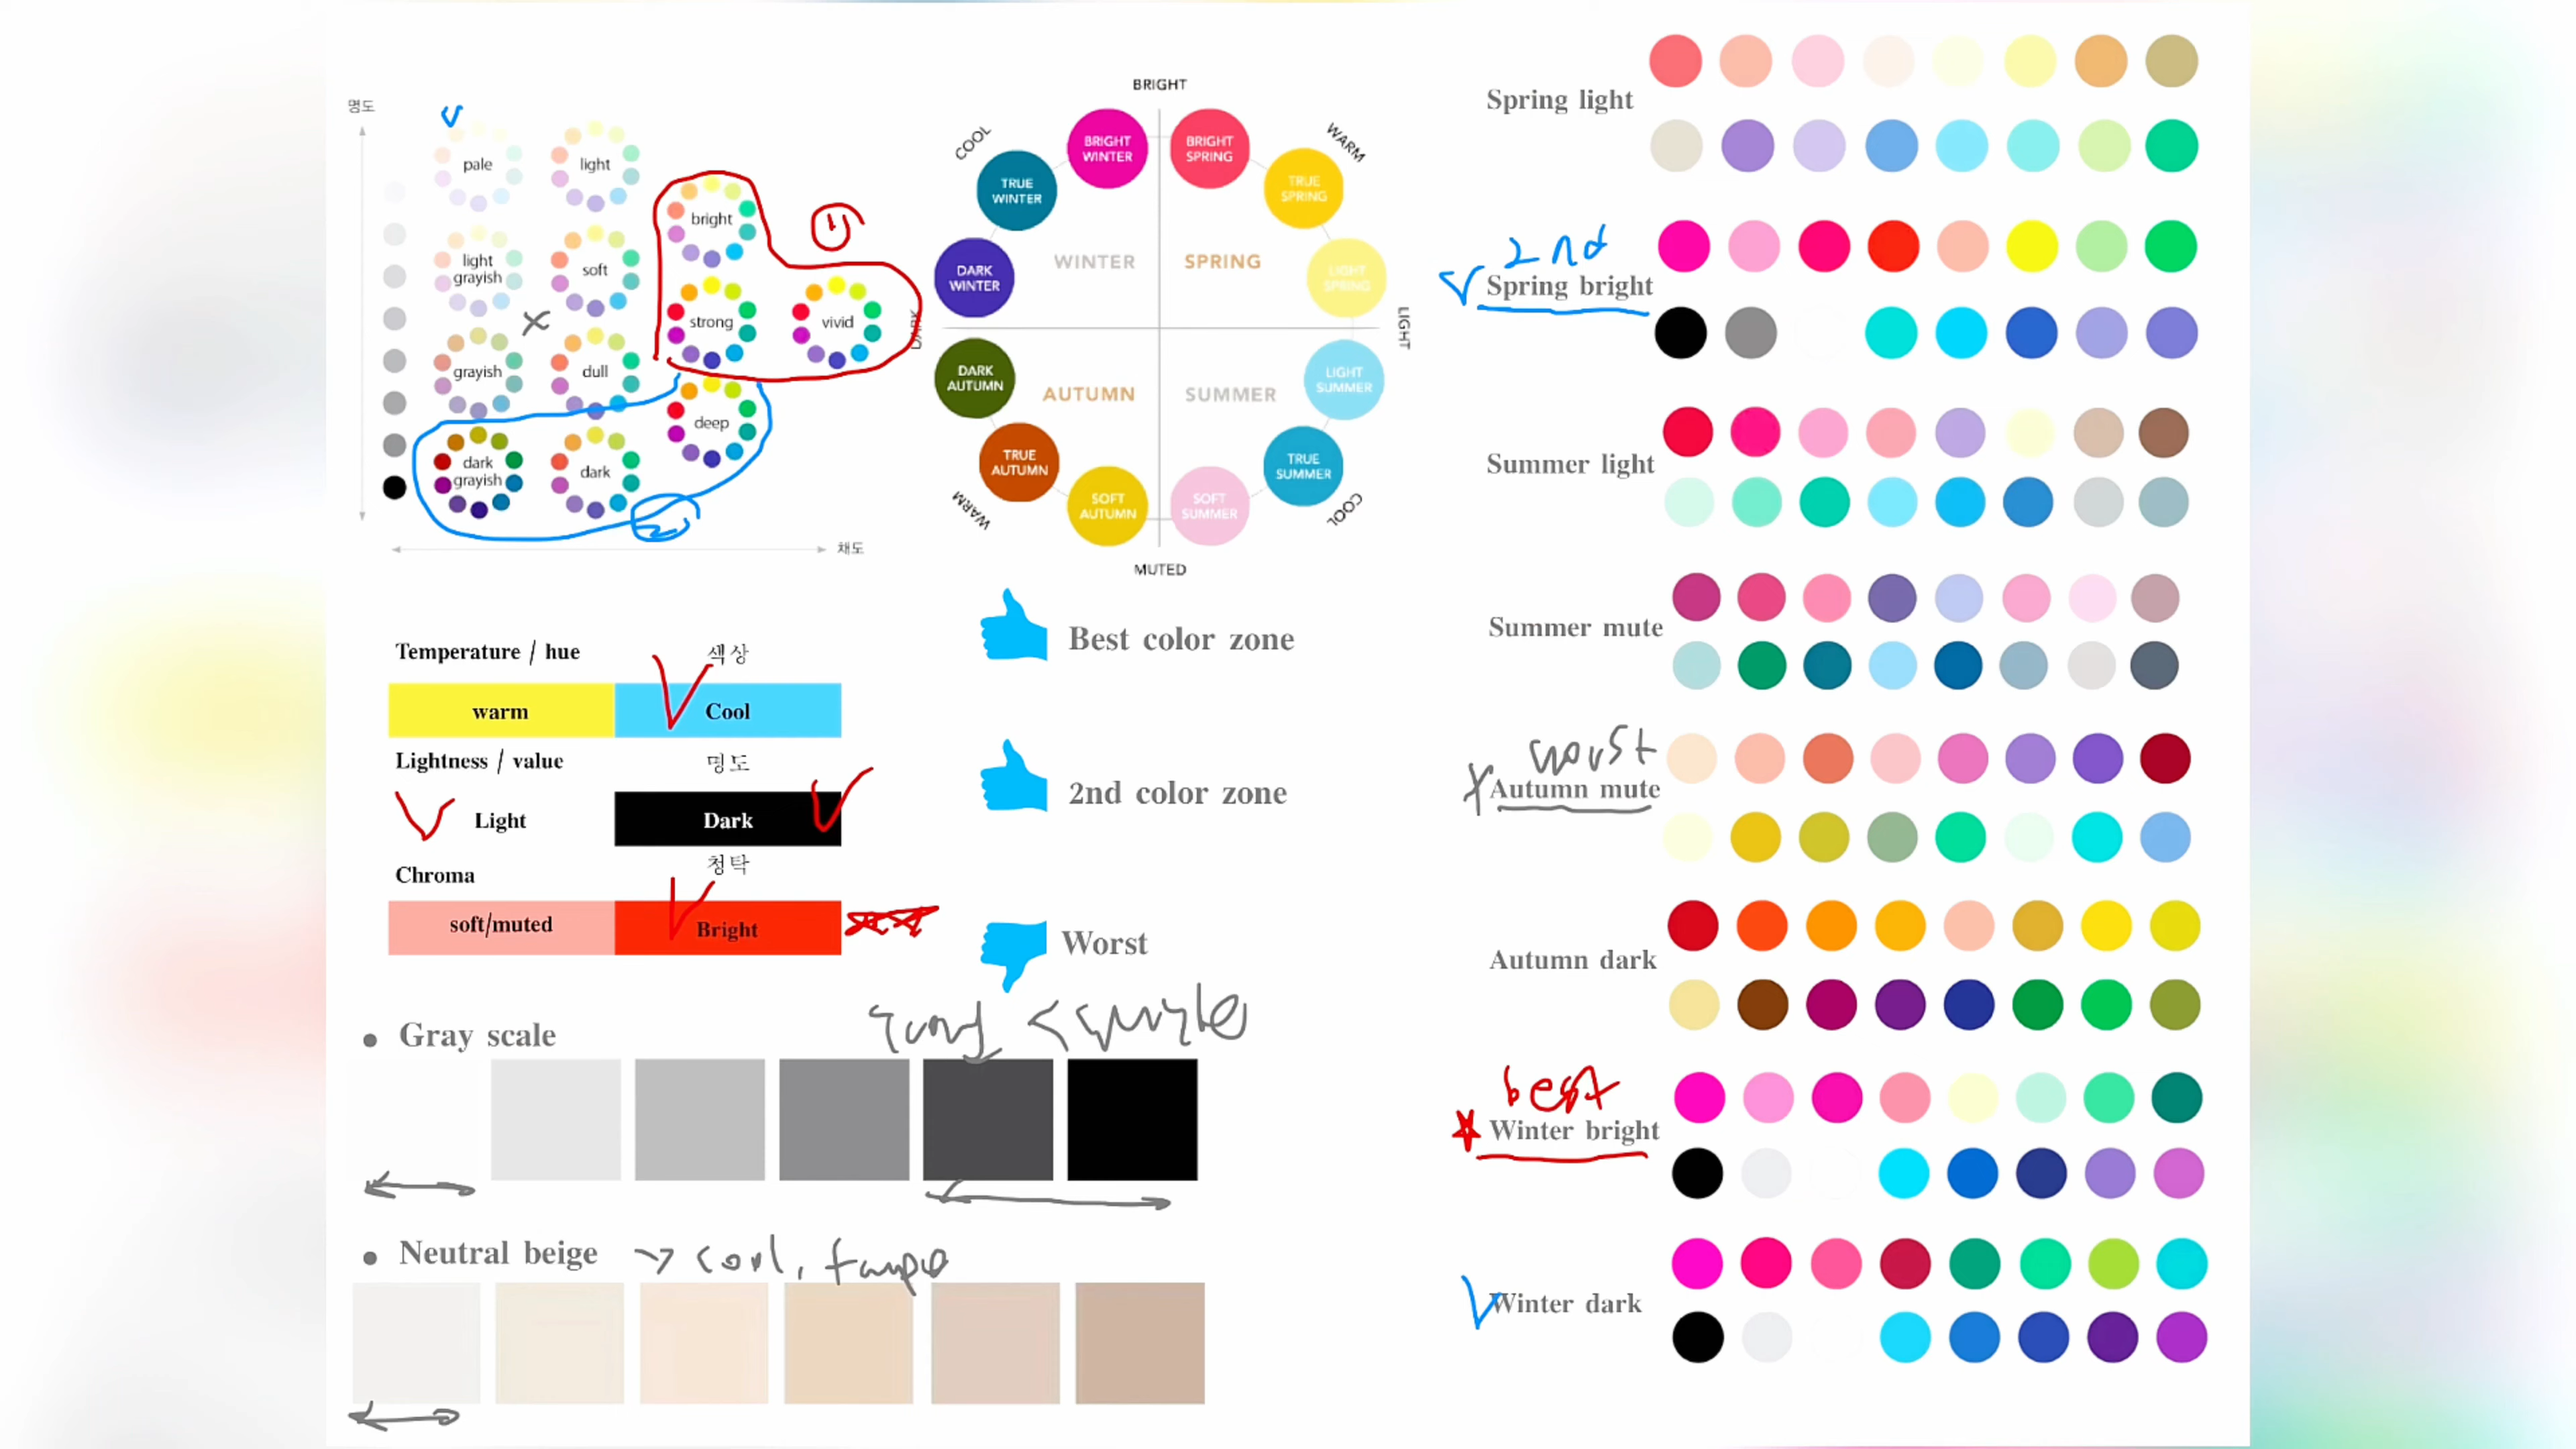 명도
pale
light
bright
light
grayish
soft
strong
vivid
grayish
dull
deep
dark
grayish
dark
채도
BRIGHT
COOL
WARM
BRIGHT
WINTER
BRIGHT
SPRING
TRUE
WINTER
TRUE
SPRING
DARK
WINTER
WINTER
SPRING
LIGHT
SPRING
DARK
LIGHT
DARK
AUTUMN
AUTUMN
SUMMER
LIGHT
SUMMER
TRUE
AUTUMN
TRUE
SUMMER
SOFT
AUTUMN
SOFT
SUMMER
WARM
COOL
MUTED
Temperature / hue 색상
warm Cool
Lightness / value 명도
Light Dark
Chroma 청탁
soft/muted Bright
Best color zone
2nd color zone
Worst
• Gray scale
• Neutral beige → cool, taupe
Spring light
2nd
Spring bright
Summer light
Summer mute
worst
Autumn mute
Autumn dark
best
Winter bright
Winter dark